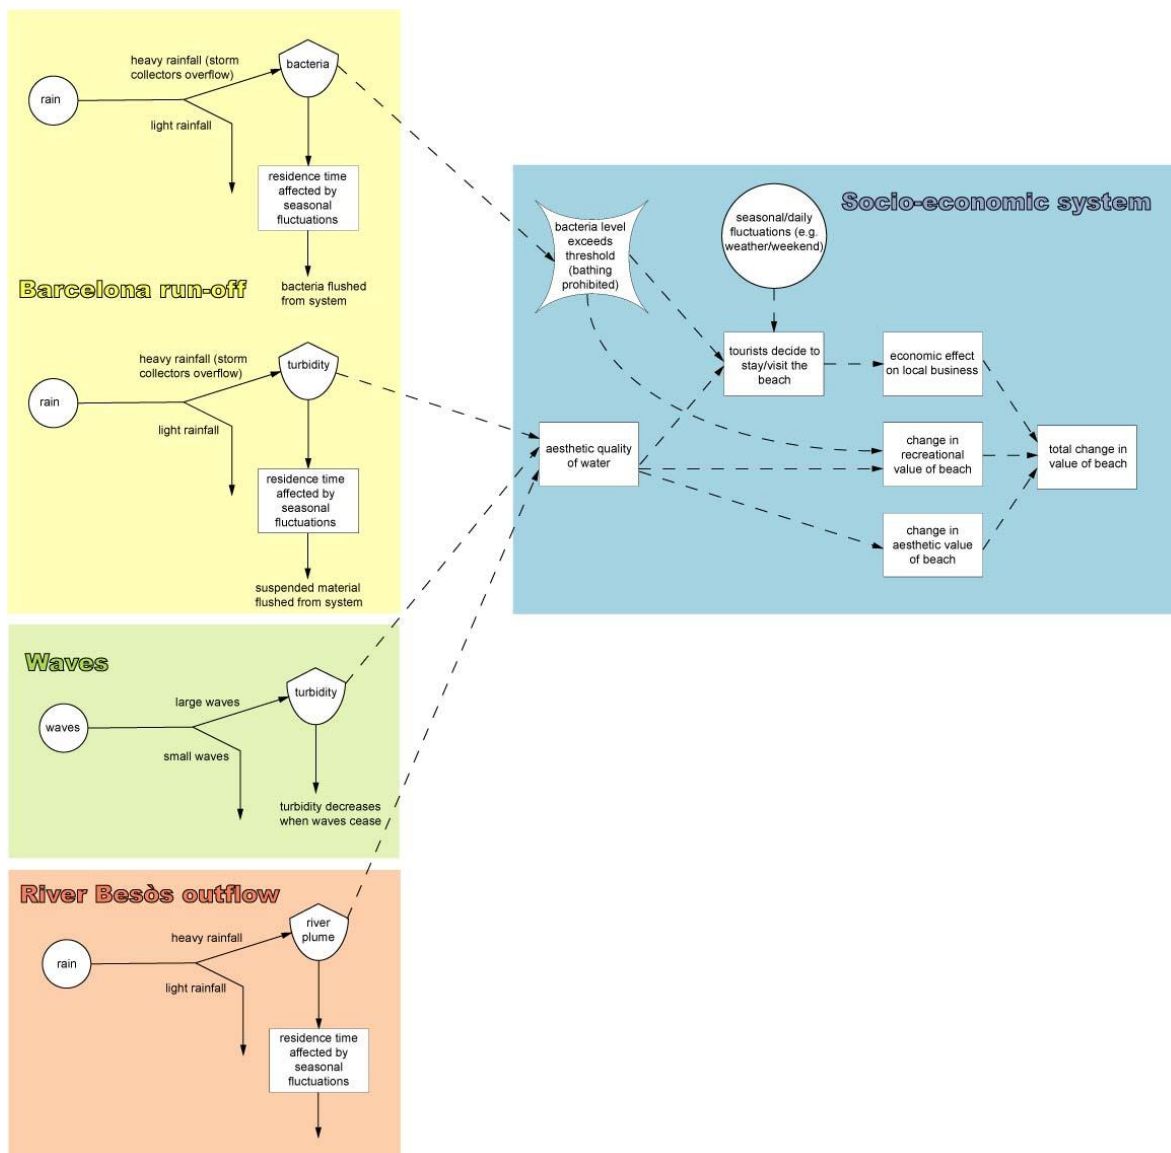 heavy rainfall (storm
collectors overflow)
bacteria
rain
light rainfall
residence time
affected by
seasonal
fluctuations
bacteria flushed
from system
Barcelona run-off
heavy rainfall (storm
collectors overflow)
turbidity
rain
light rainfall
residence time
affected by
seasonal
fluctuations
suspended material
flushed from system
Waves
large waves
turbidity
waves
small waves
turbidity decreases
when waves cease
River Besòs outflow
heavy rainfall
river
plume
rain
light rainfall
residence time
affected by
seasonal
fluctuations
Socio-economic system
bacteria level
exceeds
threshold
(bathing
prohibited)
seasonal/daily
fluctuations (e.g.
weather/weekend)
tourists decide to
stay/visit the
beach
economic effect
on local business
aesthetic quality
of water
change in
recreational
value of beach
total change in
value of beach
change in
aesthetic value
of beach